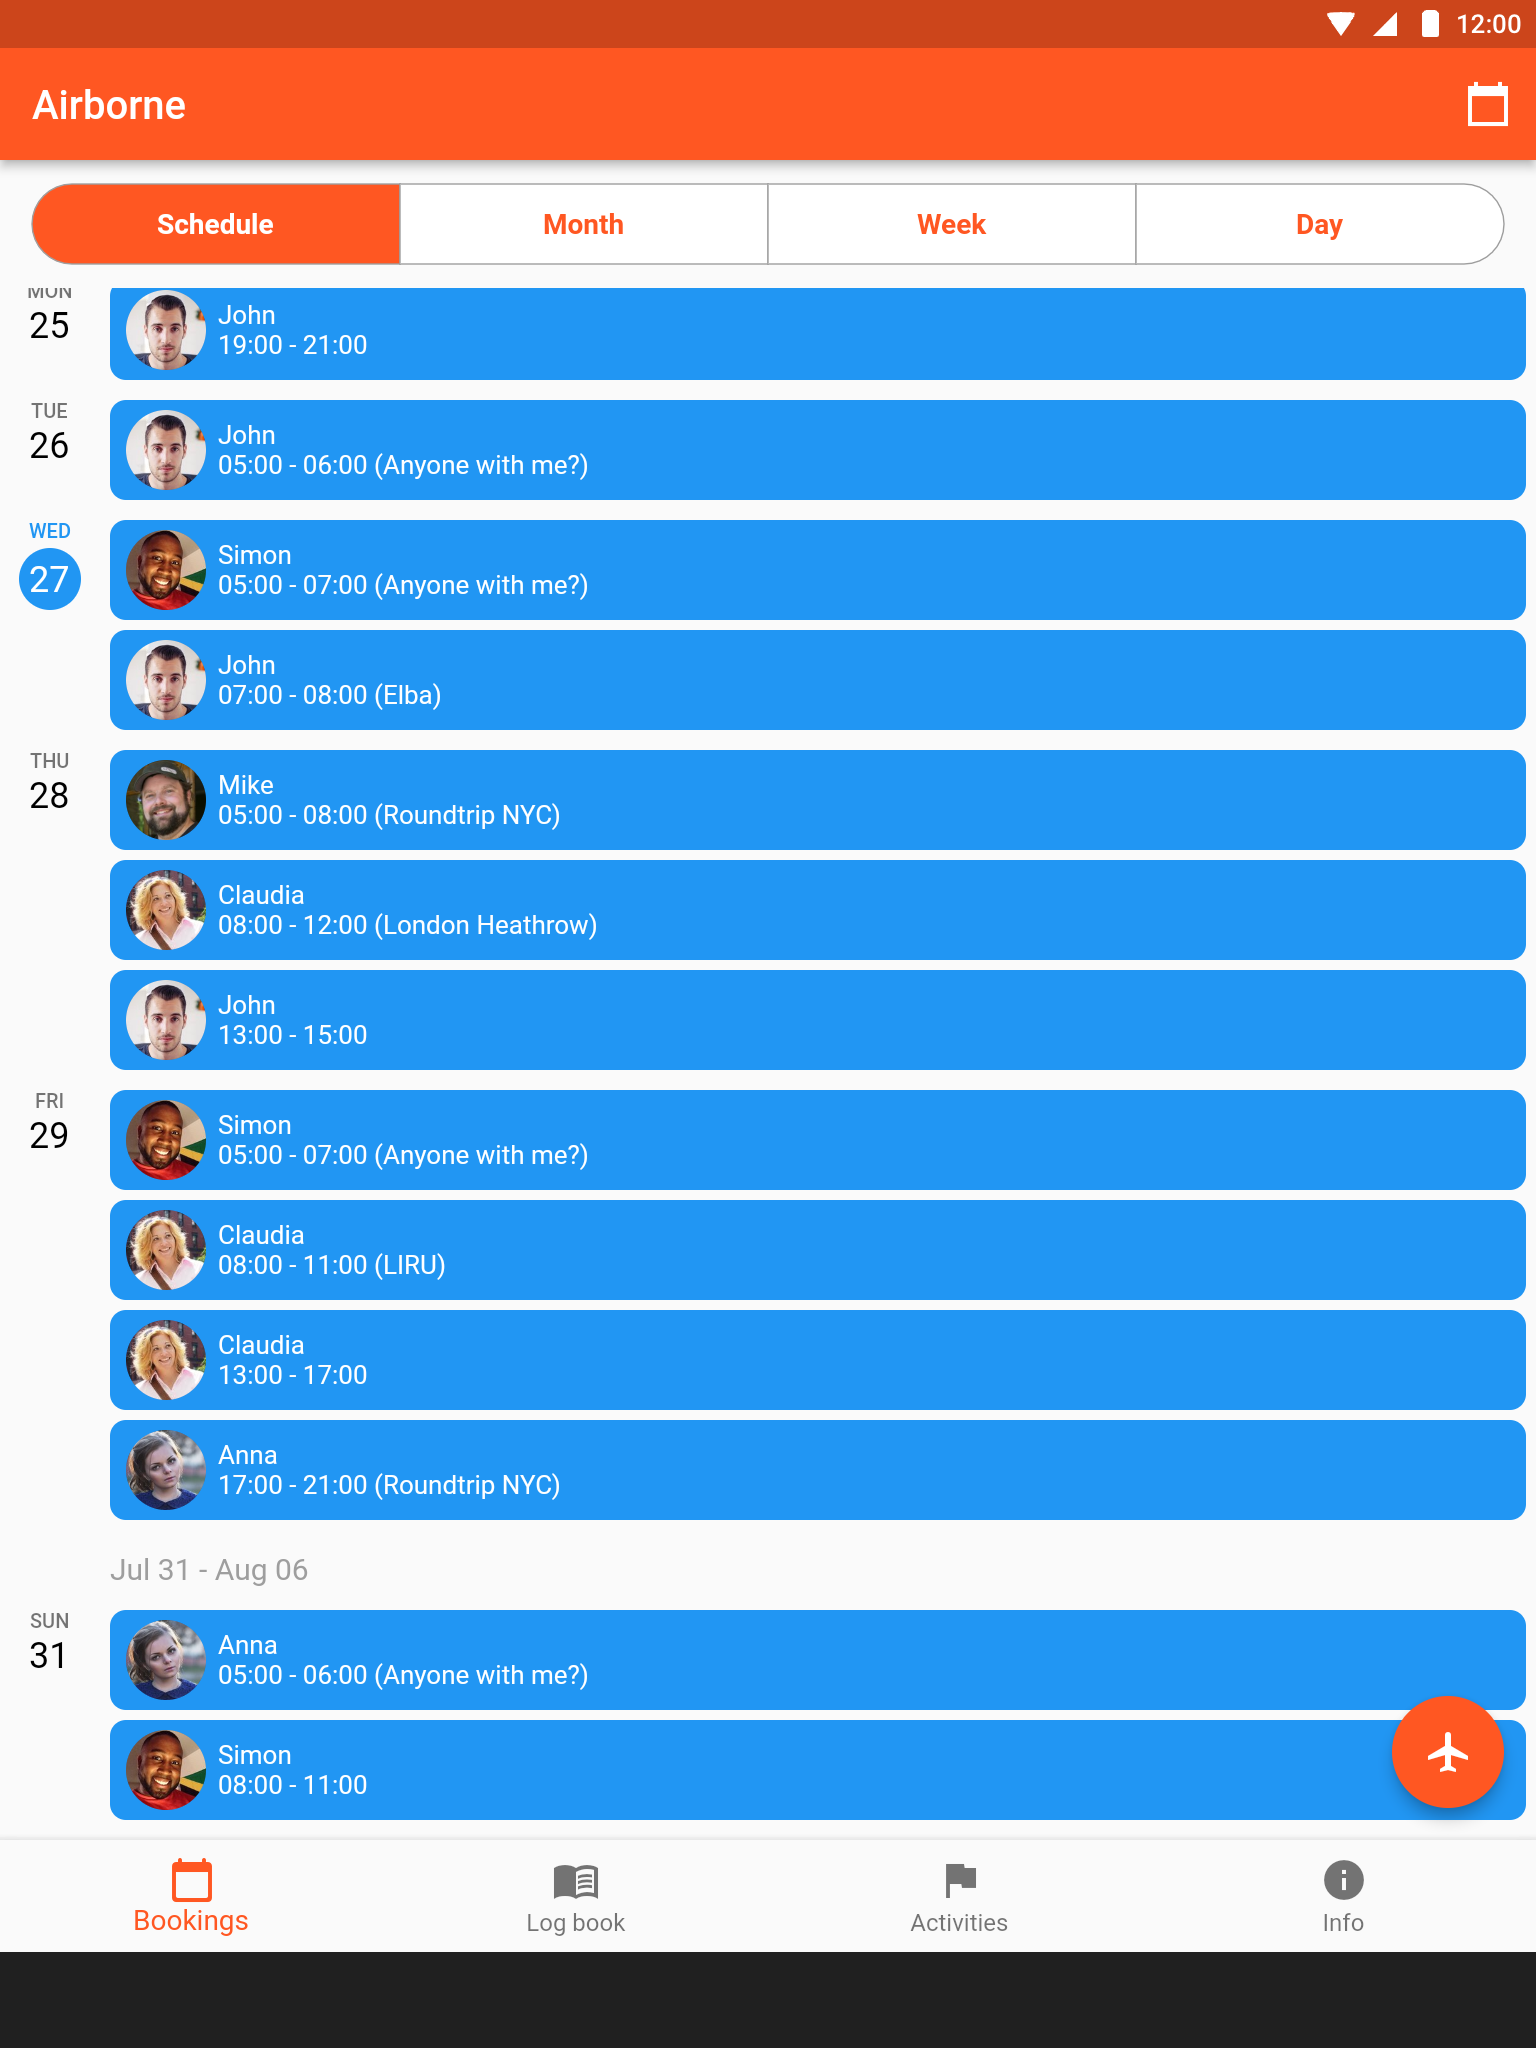 12:00
Airborne
Schedule
Month
Week
Day
MON
25
John
19:00 - 21:00
TUE
26
John
05:00 - 06:00 (Anyone with me?)
WED
27
Simon
05:00 - 07:00 (Anyone with me?)
John
07:00 - 08:00 (Elba)
THU
28
Mike
05:00 - 08:00 (Roundtrip NYC)
Claudia
08:00 - 12:00 (London Heathrow)
John
13:00 - 15:00
FRI
29
Simon
05:00 - 07:00 (Anyone with me?)
Claudia
08:00 - 11:00 (LIRU)
Claudia
13:00 - 17:00
Anna
17:00 - 21:00 (Roundtrip NYC)
Jul 31 - Aug 06
SUN
31
Anna
05:00 - 06:00 (Anyone with me?)
Simon
08:00 - 11:00
Bookings
Log book
Activities
Info